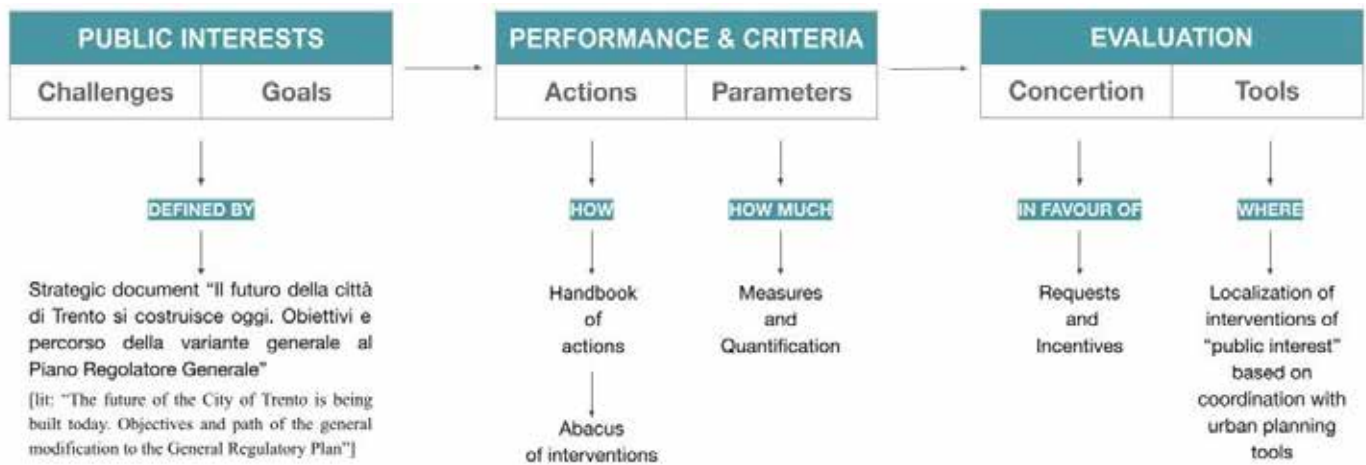 PUBLIC INTERESTS
Challenges
Goals
DEFINED BY
Strategic document “Il futuro della città
di Trento si costruisce oggi. Obiettivi e
percorso della variante generale al
Piano Regolatore Generale”
[lit: “The future of the City of Trento is being
built today. Objectives and path of the general
modification to the General Regulatory Plan”]
PERFORMANCE & CRITERIA
Actions
Parameters
HOW
Handbook
of
actions
Abacus
of interventions
HOW MUCH
Measures
and
Quantification
EVALUATION
Concertion
Tools
IN FAVOUR OF
Requests
and
Incentives
WHERE
Localization of
interventions of
“public interest”
based on
coordination with
urban planning
tools